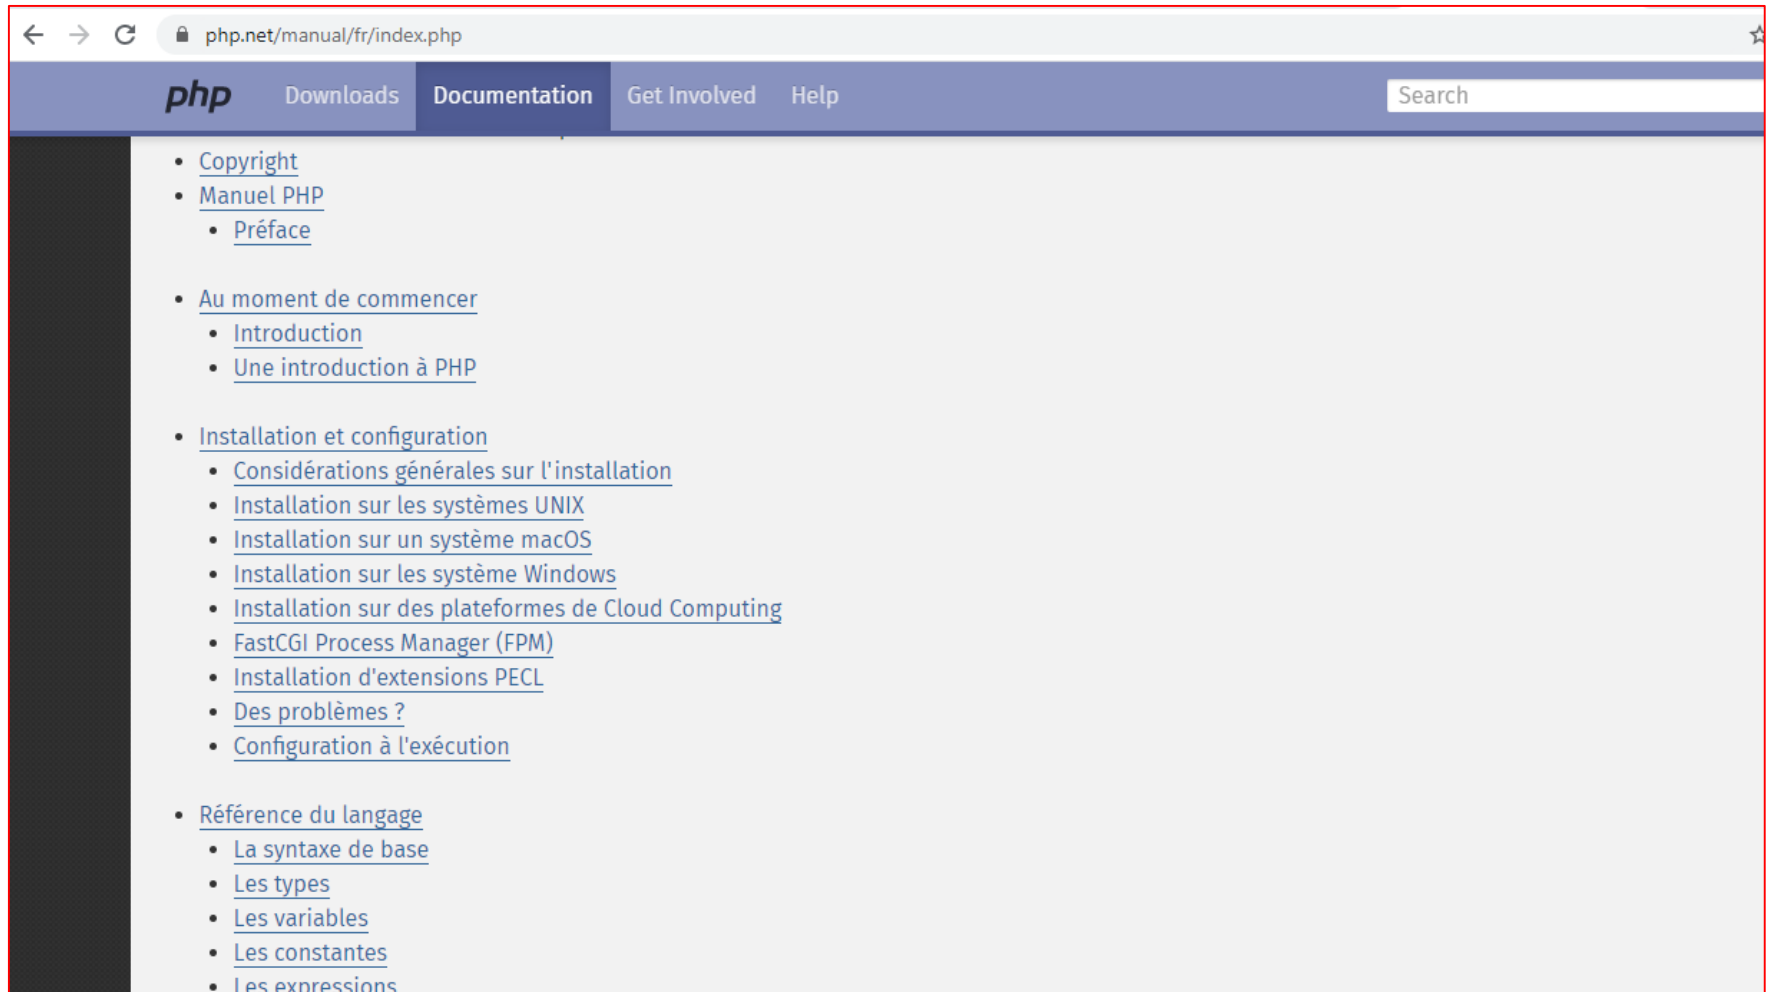 php.net/manual/fr/index.php
php Downloads Documentation Get Involved Help Search
Copyright
Manuel PHP
Préface
Au moment de commencer
Introduction
Une introduction à PHP
Installation et configuration
Considérations générales sur l'installation
Installation sur les systèmes UNIX
Installation sur un système macOS
Installation sur les système Windows
Installation sur des plateformes de Cloud Computing
FastCGI Process Manager (FPM)
Installation d'extensions PECL
Des problèmes ?
Configuration à l'exécution
Référence du langage
La syntaxe de base
Les types
Les variables
Les constantes
Les expressions